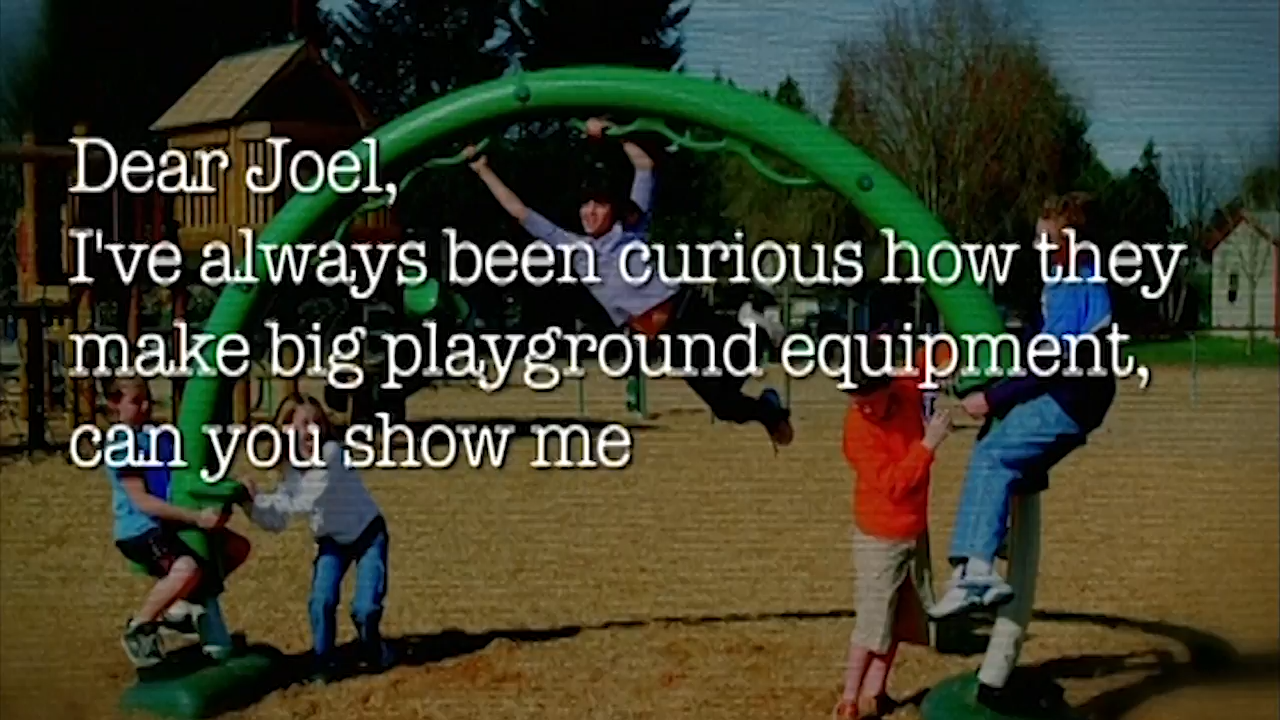 Dear Joel,
I've always been curious how they
make big playground equipment,
can you show me